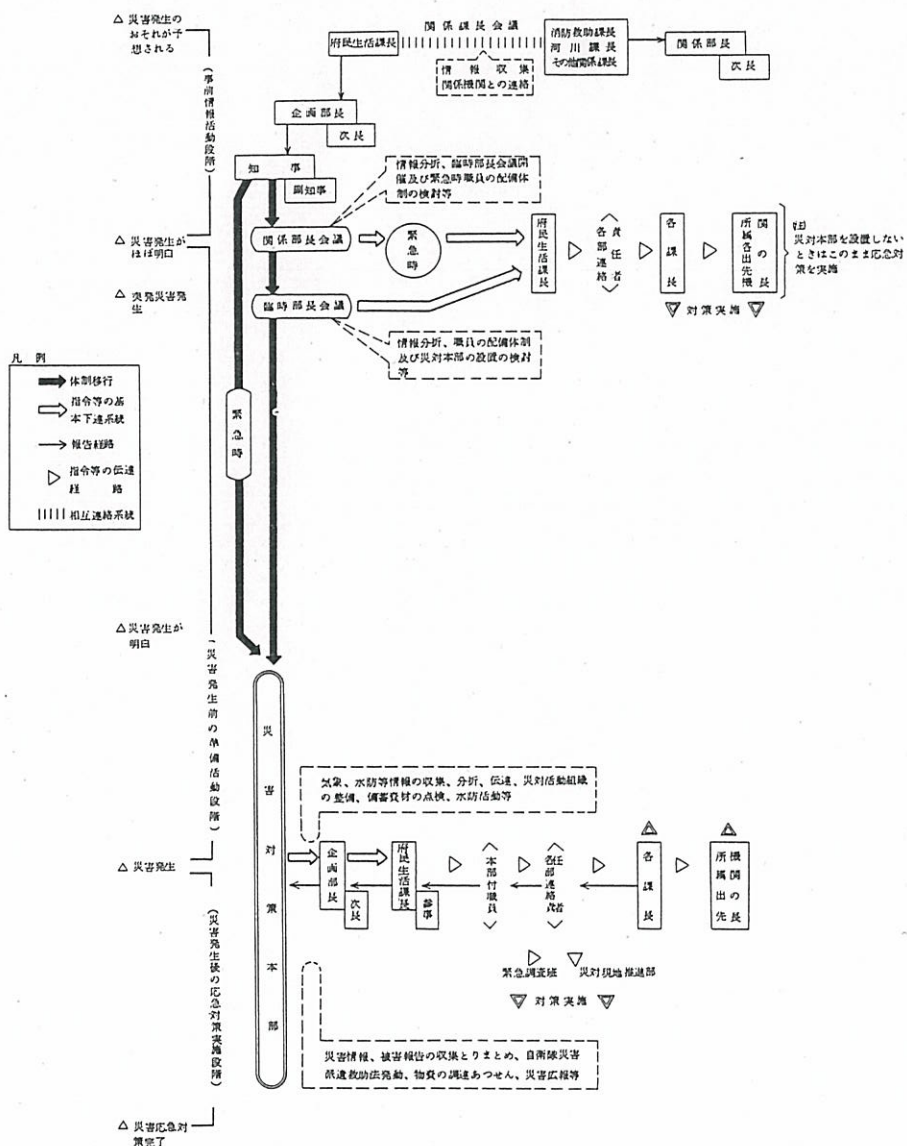 △ 災害発生の
おそれが予
想される
(事前情報活動段階)
△ 災害発生が
ほぼ明白
△ 突発災害発
生
関係課長会議
府民生活課長
消防救助課長
河川課長
その他関係課長
関係部長
次長
情報収集
関係機関との連絡
企画部長
次長
知事
副知事
情報分析、臨時部長会議開
催及び緊急時職員の配備体
制の検討等
関係部長会議
緊急時
府民生活課長
〈各部連絡
責任者〉
各課長
所属各出先機
関の長
災対本部を設置しない
ときはこのまま応急対
策を実施
臨時部長会議
対策実施
情報分析、職員の配備体制
及び災対本部の設置の検討
等
凡例
体制移行
指令等の基
本下達系統
報告経路
指令等の伝達
経路
相互連絡系統
緊急時
△ 災害発生が
明白
(災害発生前の準備活動段階)
△ 災害発生
(災害発生後の応急対策実施段階)
△ 災害応急対
策完了
災害対策本部
気象、水防等情報の収集、分析、伝達、災対活動組織
の整備、備蓄資材の点検、水防活動等
企画部長
次長
府民生活課長
参事
〈本部付職員〉
〈各部連絡責
任者〉
各課長
所属出先
機関の長
緊急調査班
災対現地推進部
対策実施
災害情報、被害報告の収集とりまとめ、自衛隊災害
派遣救助法発動、物資の調達あつせん、災害広報等